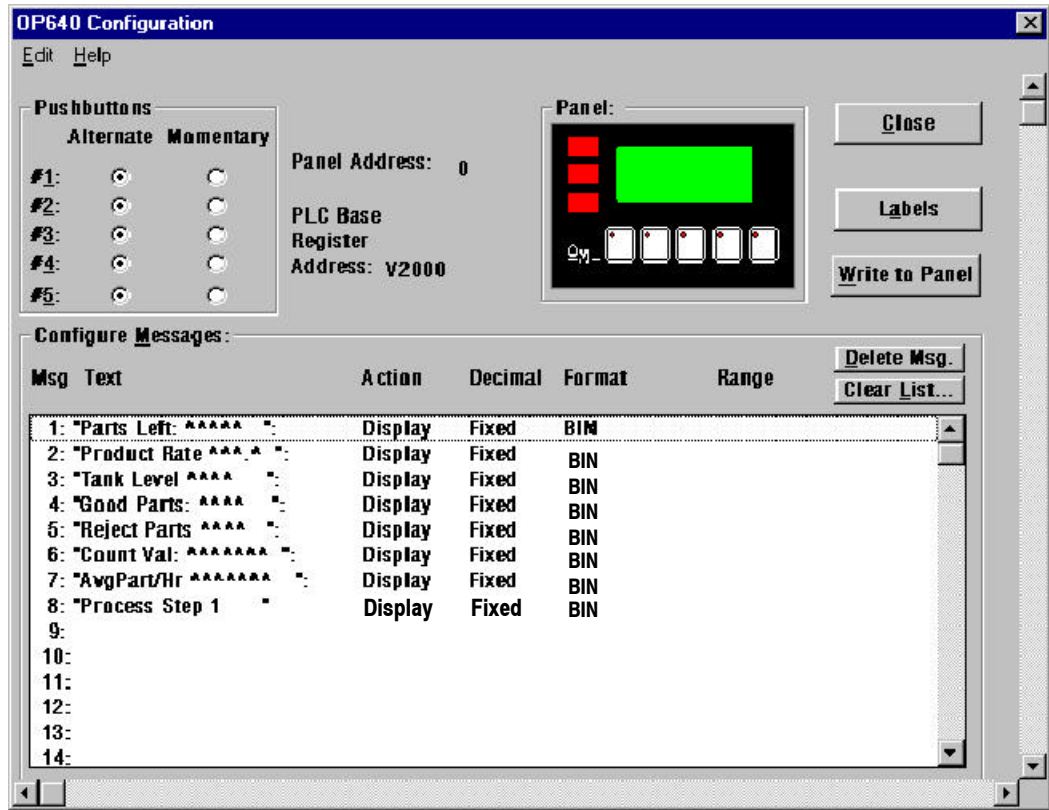 OP640 Configuration
Edit Help
Pushbuttons
Alternate Momentary
#1:
#2:
#3:
#4:
#5:
Panel Address: 0
PLC Base
Register
Address: V2000
Panel:
Close
Labels
Write to Panel
Configure Messages:
Delete Msg.
Clear List...
Msg Text Action Decimal Format Range
1: "Parts Left: ^^^^^ ": Display Fixed BIN
2: "Product Rate ^^^.^ ": Display Fixed BIN
3: "Tank Level ^^^^ ": Display Fixed BIN
4: "Good Parts: ^^^^ ": Display Fixed BIN
5: "Reject Parts ^^^^ ": Display Fixed BIN
6: "Count Val: ^^^^^^^ ": Display Fixed BIN
7: "AvgPart/Hr ^^^^^^^ ": Display Fixed BIN
8: "Process Step 1 " Display Fixed BIN
9:
10:
11:
12:
13:
14: